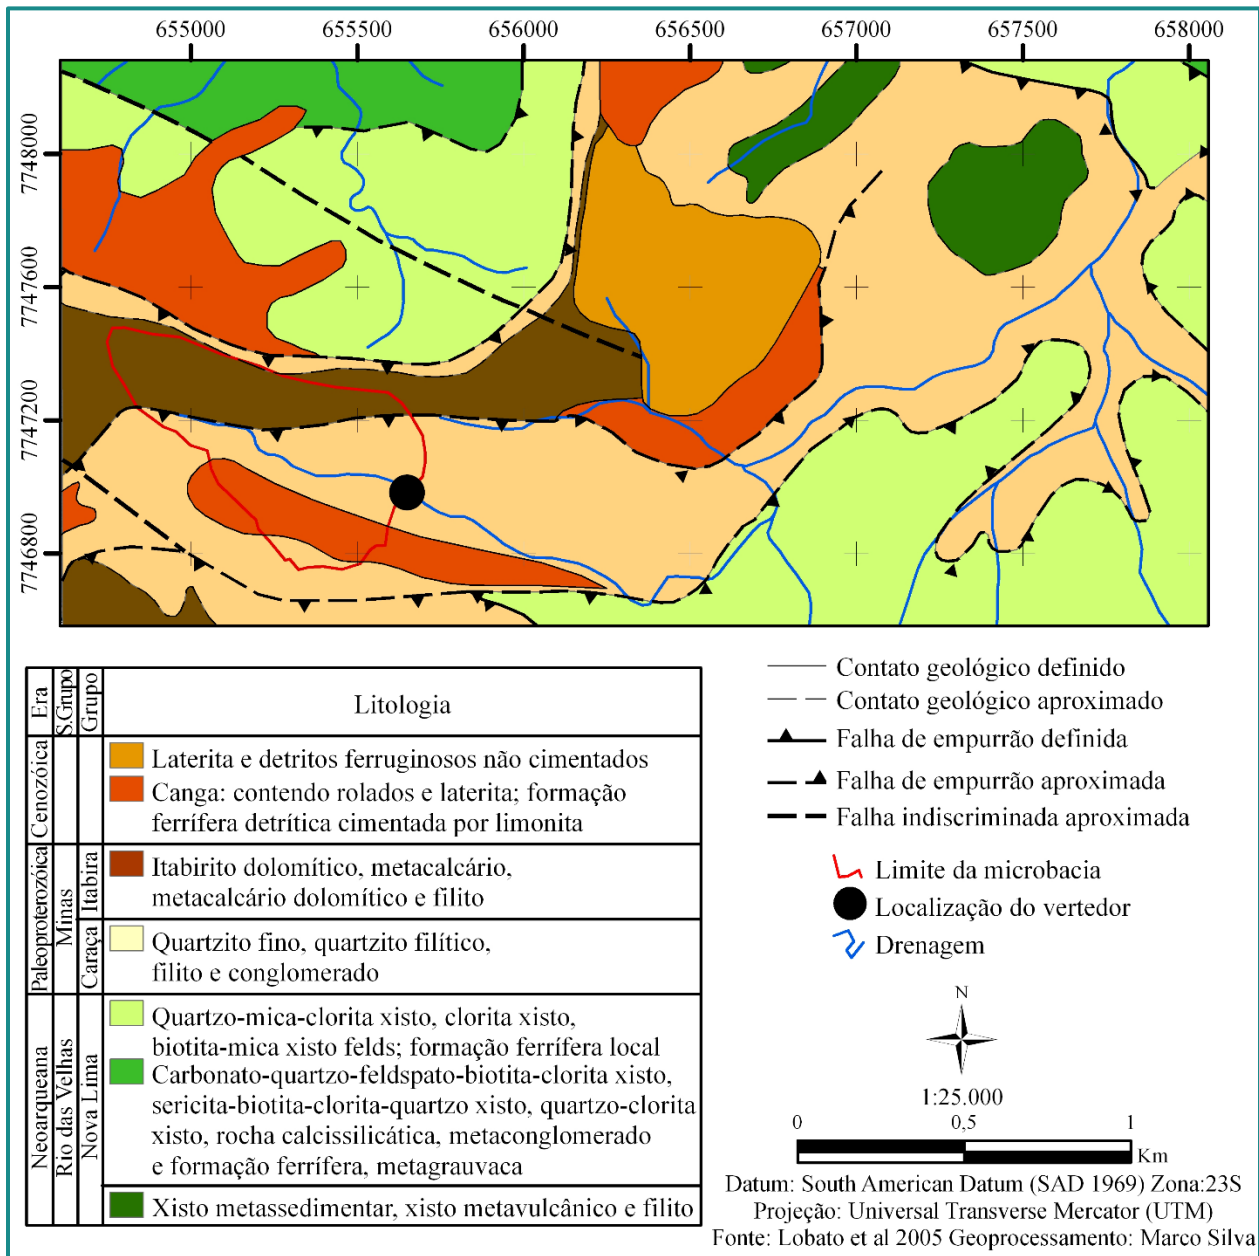 655000 655500 656000 656500 657000 657500 658000
7748000
7747600
7747200
7746800
Era
S.Grupo
Grupo
Litologia
Cenozóica
Laterita e detritos ferruginosos não cimentados
Canga: contendo rolados e laterita; formação
ferrífera detrítica cimentada por limonita
Paleoproterozóica
Minas
Itabira
Itabirito dolomítico, metacalcário,
metacalcário dolomítico e filito
Caraça
Quartzito fino, quartzito filítico,
filito e conglomerado
Neoarqueana
Rio das Velhas
Nova Lima
Quartzo-mica-clorita xisto, clorita xisto,
biotita-mica xisto felds; formação ferrífera local
Carbonato-quartzo-feldspato-biotita-clorita xisto,
sericita-biotita-clorita-quartzo xisto, quartzo-clorita
xisto, rocha calcissilicática, metaconglomerado
e formação ferrífera, metagrauvaca
Xisto metassedimentar, xisto metavulcânico e filito
Contato geológico definido
Contato geológico aproximado
Falha de empurrão definida
Falha de empurrão aproximada
Falha indiscriminada aproximada
Limite da microbacia
Localização do vertedor
Drenagem
N
1:25.000
0 0,5 1
Km
Datum: South American Datum (SAD 1969) Zona:23S
Projeção: Universal Transverse Mercator (UTM)
Fonte: Lobato et al 2005 Geoprocessamento: Marco Silva